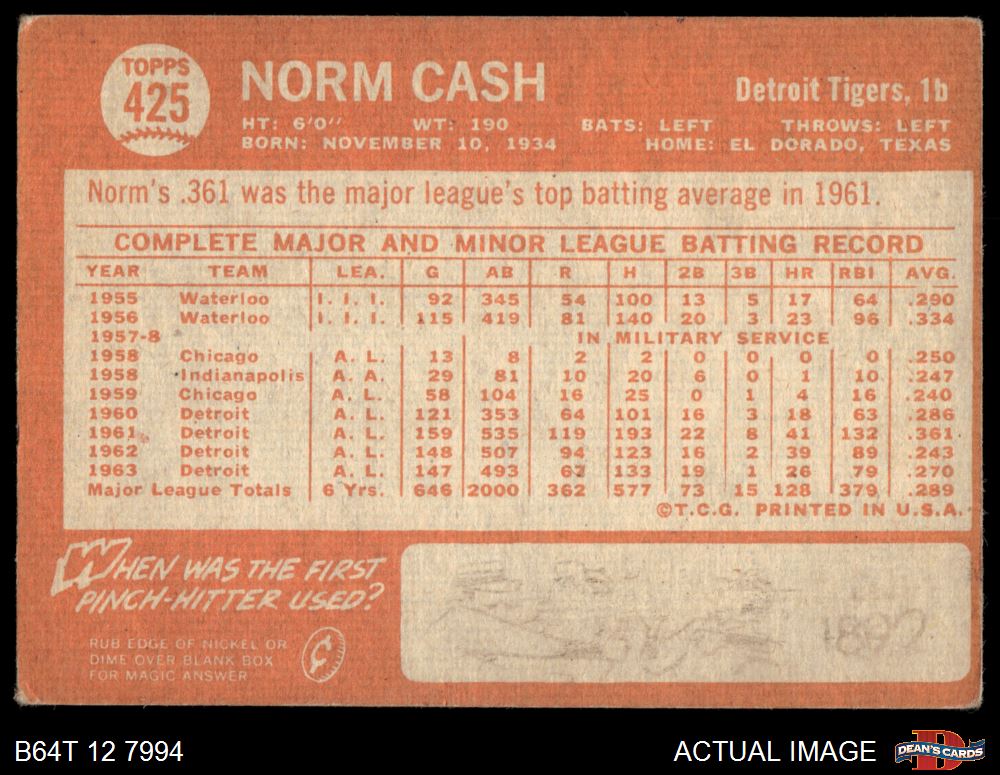 TOPPS
425
NORM CASH
Detroit Tigers, 1b
HT: 6'0" WT: 190 BATS: LEFT THROWS: LEFT
BORN: NOVEMBER 10, 1934 HOME: EL DORADO, TEXAS
Norm's .361 was the major league's top batting average in 1961.
COMPLETE MAJOR AND MINOR LEAGUE BATTING RECORD
YEAR TEAM LEA. G AB R H 2B 3B HR RBI AVG.
1955 Waterloo I. I. I. 92 345 54 100 13 5 17 64 .290
1956 Waterloo I. I. I. 115 419 81 140 20 3 23 96 .334
1957-8 IN MILITARY SERVICE
1958 Chicago A. L. 13 8 2 2 0 0 0 0 .250
1958 Indianapolis A. A. 29 81 10 20 6 0 1 10 .247
1959 Chicago A. L. 58 104 16 25 0 1 4 16 .240
1960 Detroit A. L. 121 353 64 101 16 3 18 63 .286
1961 Detroit A. L. 159 535 119 193 22 8 41 132 .361
1962 Detroit A. L. 148 507 94 123 16 2 39 89 .243
1963 Detroit A. L. 147 493 67 133 19 1 26 79 .270
Major League Totals 6 Yrs. 646 2000 362 577 73 15 128 379 .289
©T.C.G. PRINTED IN U.S.A.
WHEN WAS THE FIRST
PINCH-HITTER USED?
RUB EDGE OF NICKEL OR
DIME OVER BLANK BOX
FOR MAGIC ANSWER
¢
B64T 12 7994
ACTUAL IMAGE
D
DEAN'S CARDS